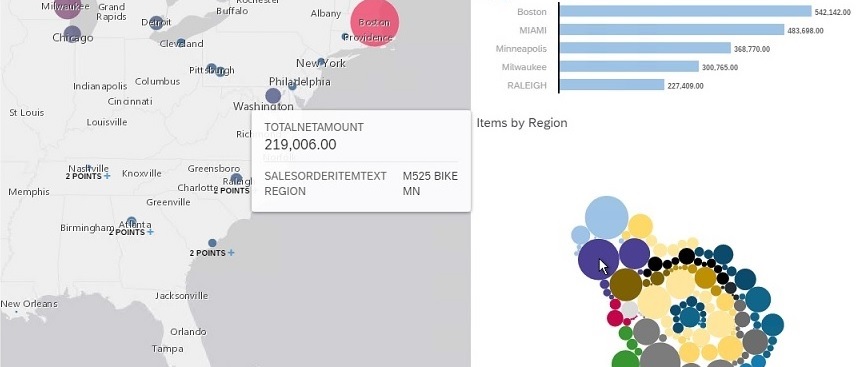 Milwaukee
Grand
Rapids
Rochester
Buffalo
Albany
Detroit
Boston
Chicago
Cleveland
Providence
Pittsburgh
New York
Philadelphia
Columbus
Indianapolis
Cincinnati
Washington
St Louis
Louisville
Nashville
2 POINTS +
Knoxville
Greensboro
Raleigh
2 POINTS
Charlotte
Memphis
Greenville
Birmingham
Atlanta
2 POINTS +
2 POINTS +
New Orleans
Jacksonville
Orlando
Tampa
TOTALNETAMOUNT
219,006.00
SALESORDERITEMTEXT M525 BIKE
REGION MN
Boston 542,142.00
MIAMI 483,698.00
Minneapolis 368,770.00
Milwaukee 300,765.00
RALEIGH 227,409.00
Items by Region